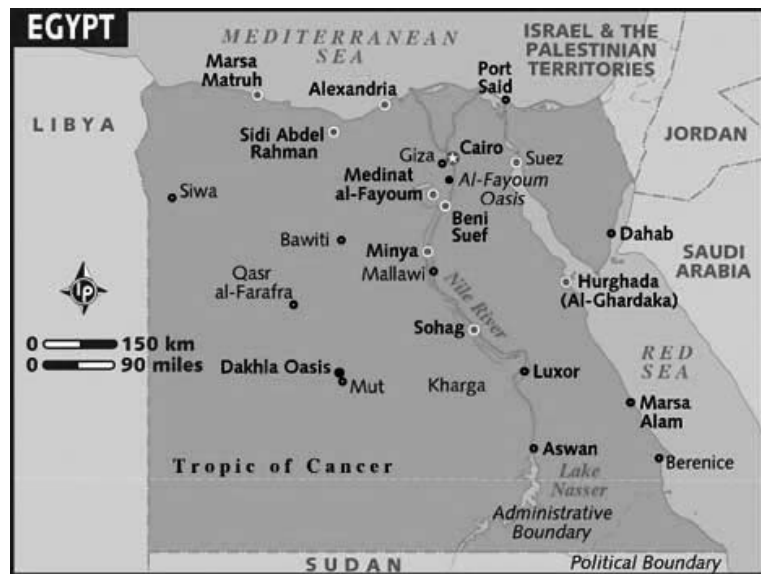 EGYPT
MEDITERRANEAN
SEA
ISRAEL & THE
PALESTINIAN
TERRITORIES
Marsa
Matruh
Alexandria
Port
Said
LIBYA
JORDAN
Sidi Abdel
Rahman
Giza
Cairo
Suez
Medinat
al-Fayoum
Al-Fayoum
Oasis
Siwa
Beni
Suef
Bawiti
Minya
Dahab
SAUDI
ARABIA
Mallawi
Qasr
al-Farafra
Hurghada
(Al-Ghardaka)
lp
Nile River
0 150 km
0 90 miles
Sohag
RED
SEA
Dakhla Oasis
Mut
Kharga
Luxor
Marsa
Alam
Aswan
Berenice
Tropic of Cancer
Lake
Nasser
Administrative
Boundary
SUDAN
Political Boundary